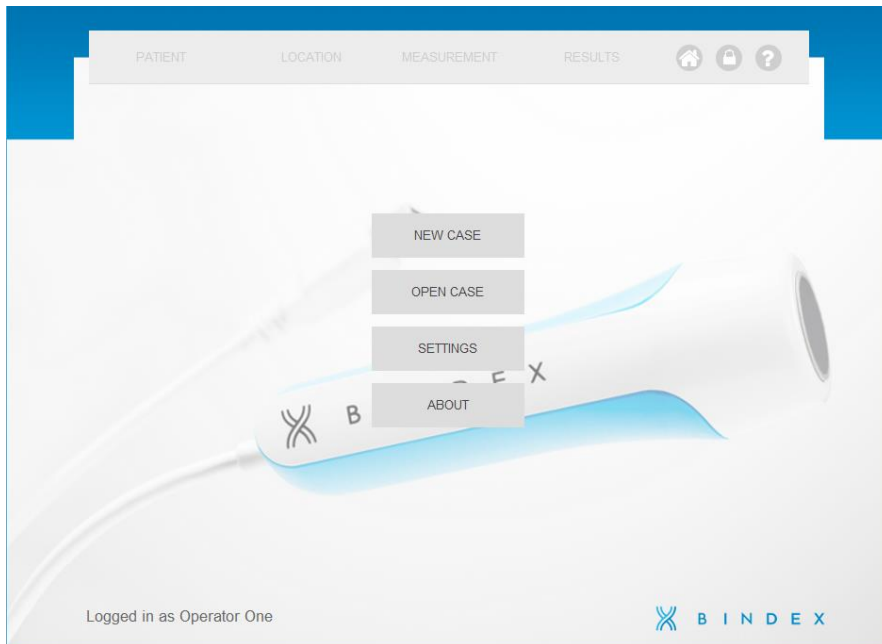 PATIENT LOCATION MEASUREMENT RESULTS ?
NEW CASE
OPEN CASE
SETTINGS
ABOUT
B E X
Logged in as Operator One
BINDEX